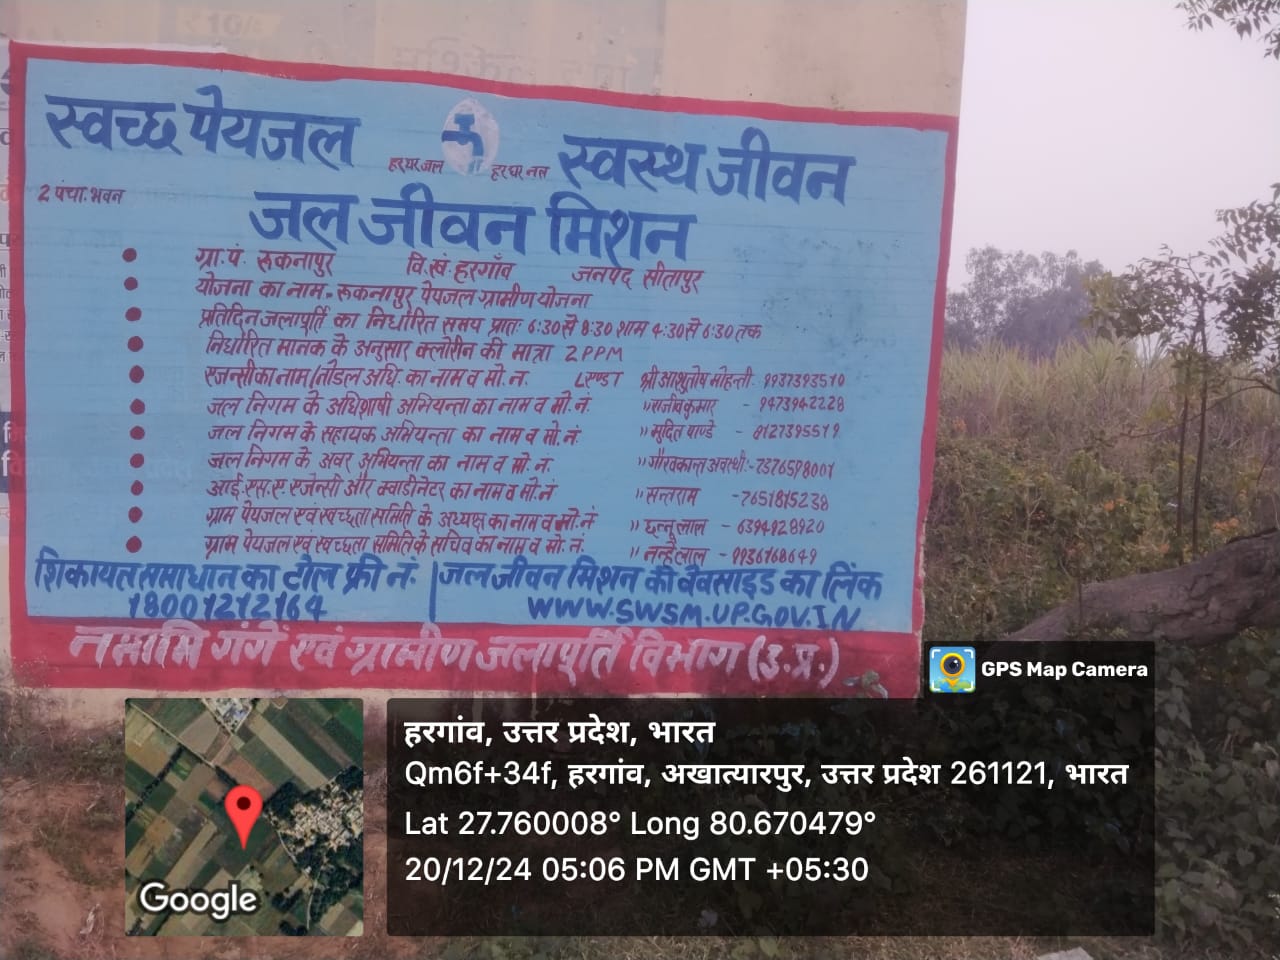 स्वच्छ पेयजल हर घर जल हर घर नल स्वस्थ जीवन
2 पंचा. भवन
जल जीवन मिशन
ग्रा.पं. रूकनापुर वि.खं. हरगाँव जनपद सीतापुर
योजना का नाम- रूकनापुर पेयजल ग्रामीण योजना
प्रतिदिन जलापूर्ति का निर्धारित समय प्रातः 6:30 से 8:30 शाम 4:30 से 6:30 तक
निर्धारित मानक के अनुसार क्लोरीन की मात्रा 2 PPM
एजन्सी का नाम/नोडल अधि. का नाम व मो. नं. L&T श्री आशुतोष मोहन्ती. 9937393510
जल निगम के अधिशाषी अभियन्ता का नाम व मो. नं. " राजीव कुमार - 9473942228
जल निगम के सहायक अभियन्ता का नाम व मो. नं. " मुदित पाण्डे - 8127395519
जल निगम के अवर अभियन्ता का नाम व मो. नं. " गौरवकान्त अवस्थी:- 7376598001
आई.एस.ए. एजेन्सी और क्वाडीनेटर का नाम व मो. नं " सन्तराम - 7651815238
ग्राम पेयजल एवं स्वच्छता समिति के अध्यक्ष का नाम व मो. नं " छन्नूलाल - 6394928920
ग्राम पेयजल एवं स्वच्छता समिति के सचिव का नाम व मो. नं. " नन्हैलाल - 9936168649
शिकायत समाधान का टोल फ्री नं. | जल जीवन मिशन की वेबसाइड का लिंक
18001212164 WWW.SWSM.UP.GOV.IN
नमामि गंगे एवं ग्रामीण जलापूर्ति विभाग (उ.प्र.)
GPS Map Camera
हरगांव, उत्तर प्रदेश, भारत
Qm6f+34f, हरगांव, अखात्यारपुर, उत्तर प्रदेश 261121, भारत
Lat 27.760008° Long 80.670479°
20/12/24 05:06 PM GMT +05:30
Google